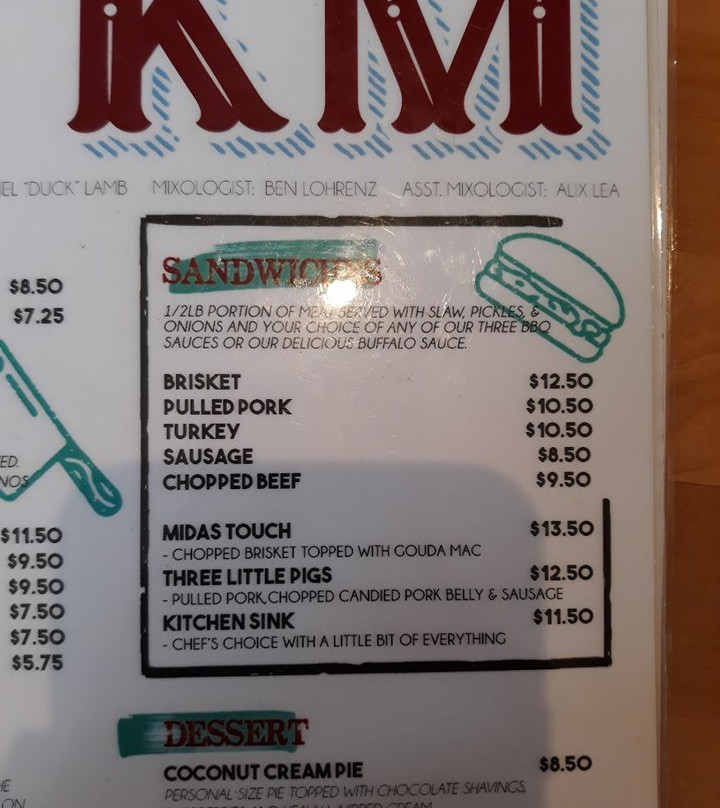 KM
"DUCK" LAMB MIXOLOGIST: BEN LOHRENZ ASST. MIXOLOGIST: ALIX LEA
$8.50
$7.25
ED.
NOS
$11.50
$9.50
$9.50
$7.50
$7.50
$5.75
SANDWICHES
1/2LB PORTION OF MEAT SERVED WITH SLAW, PICKLES, &
ONIONS AND YOUR CHOICE OF ANY OF OUR THREE BBQ
SAUCES OR OUR DELICIOUS BUFFALO SAUCE.
BRISKET $12.50
PULLED PORK $10.50
TURKEY $10.50
SAUSAGE $8.50
CHOPPED BEEF $9.50
MIDAS TOUCH $13.50
- CHOPPED BRISKET TOPPED WITH GOUDA MAC
THREE LITTLE PIGS $12.50
- PULLED PORK, CHOPPED CANDIED PORK BELLY & SAUSAGE
KITCHEN SINK $11.50
- CHEF'S CHOICE WITH A LITTLE BIT OF EVERYTHING
DESSERT
COCONUT CREAM PIE $8.50
PERSONAL-SIZE PIE TOPPED WITH CHOCOLATE SHAVINGS,